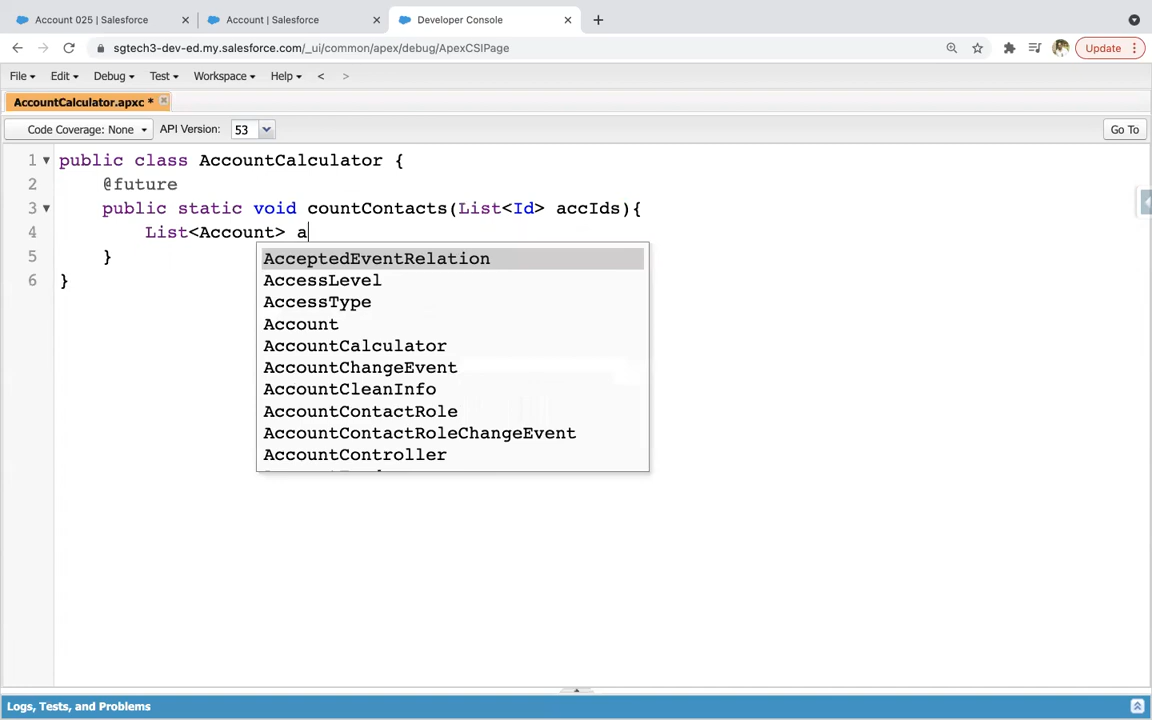 Account 025 | Salesforce
Account | Salesforce
Developer Console
sgtech3-dev-ed.my.salesforce.com/_ui/common/apex/debug/ApexCSIPage
Update
File Edit Debug Test Workspace Help < >
AccountCalculator.apxc *
Code Coverage: None API Version: 53 Go To
1 public class AccountCalculator {
2 @future
3 public static void countContacts(List<Id> accIds){
4 List<Account> a
5 }
6 }
AcceptedEventRelation
AccessLevel
AccessType
Account
AccountCalculator
AccountChangeEvent
AccountCleanInfo
AccountContactRole
AccountContactRoleChangeEvent
AccountController
Logs, Tests, and Problems